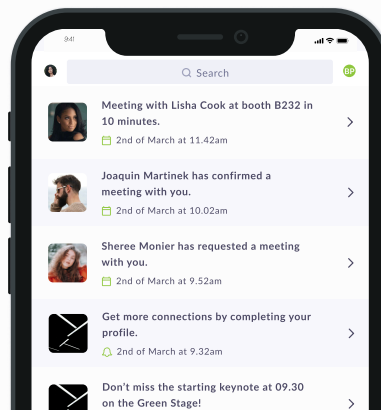 941
Search
BP
Meeting with Lisha Cook at booth B232 in
10 minutes.
2nd of March at 11.42am
Joaquin Martinek has confirmed a
meeting with you.
2nd of March at 10.02am
Sheree Monier has requested a meeting
with you.
2nd of March at 9.52am
Get more connections by completing your
profile.
2nd of March at 9.32am
Don't miss the starting keynote at 09.30
on the Green Stage!